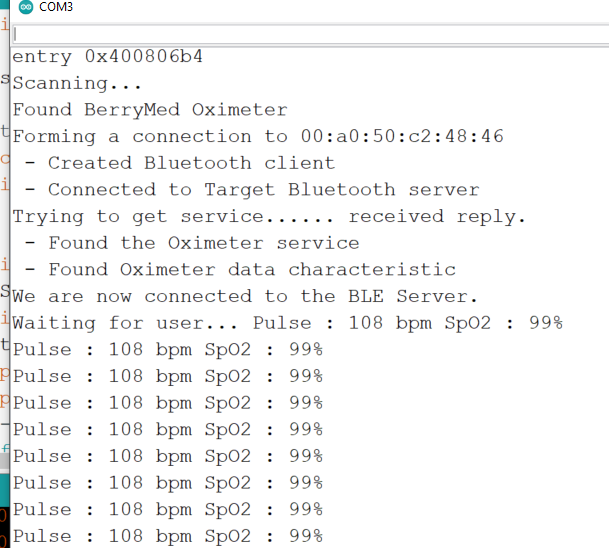 COM3
entry 0x400806b4
Scanning...
Found BerryMed Oximeter
Forming a connection to 00:a0:50:c2:48:46
- Created Bluetooth client
- Connected to Target Bluetooth server
Trying to get service...... received reply.
- Found the Oximeter service
- Found Oximeter data characteristic
We are now connected to the BLE Server.
Waiting for user... Pulse : 108 bpm SpO2 : 99%
Pulse : 108 bpm SpO2 : 99%
Pulse : 108 bpm SpO2 : 99%
Pulse : 108 bpm SpO2 : 99%
Pulse : 108 bpm SpO2 : 99%
Pulse : 108 bpm SpO2 : 99%
Pulse : 108 bpm SpO2 : 99%
Pulse : 108 bpm SpO2 : 99%
Pulse : 108 bpm SpO2 : 99%